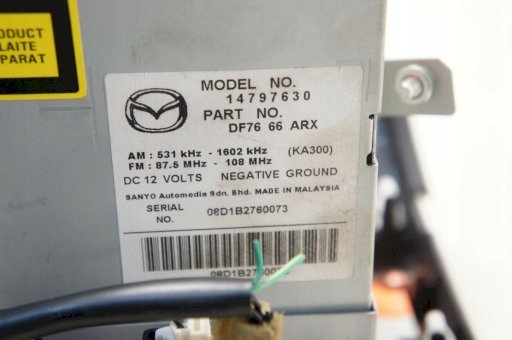 ODUCT
LAITE
PARAT
MODEL NO.
14797630
PART NO.
DF76 66 ARX
AM : 531 kHz - 1602 kHz (KA300)
FM : 87.5 MHz - 108 MHz
DC 12 VOLTS NEGATIVE GROUND
SANYO Automedia Sdn. Bhd. MADE IN MALAYSIA
SERIAL NO. 08D1B2760073